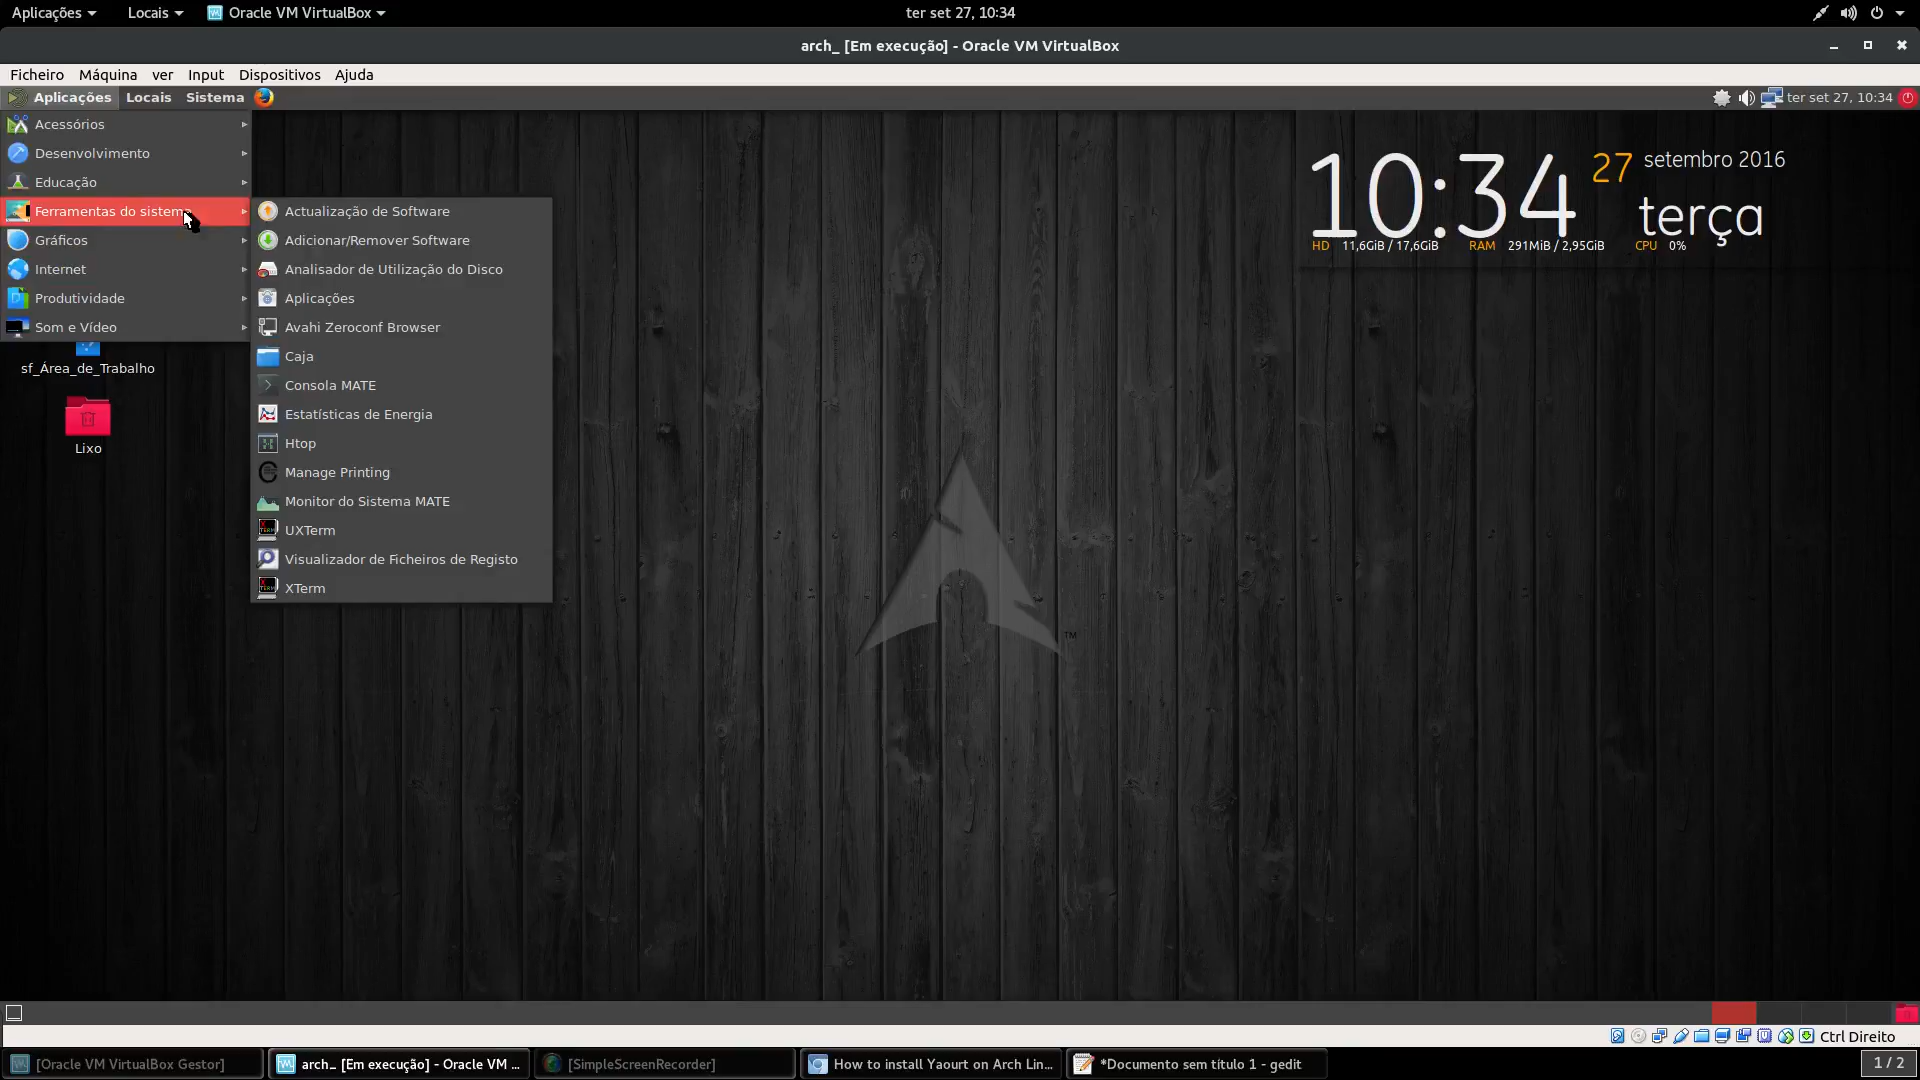 Aplicações Locais Oracle VM VirtualBox ter set 27, 10:34
arch_ [Em execução] - Oracle VM VirtualBox
Ficheiro Máquina ver Input Dispositivos Ajuda
Aplicações Locais Sistema ter set 27, 10:34
Acessórios
Desenvolvimento
Educação
Ferramentas do sistema
Gráficos
Internet
Produtividade
Som e Vídeo
Actualização de Software
Adicionar/Remover Software
Analisador de Utilização do Disco
Aplicações
Avahi Zeroconf Browser
Caja
Consola MATE
Estatísticas de Energia
Htop
Manage Printing
Monitor do Sistema MATE
UXTerm
Visualizador de Ficheiros de Registo
XTerm
sf_Área_de_Trabalho
Lixo
10:34 27 setembro 2016
terça
HD 11,6GiB / 17,6GiB RAM 291MiB / 2,95GiB CPU 0%
TM
Ctrl Direito
[Oracle VM VirtualBox Gestor] arch_ [Em execução] - Oracle VM ... [SimpleScreenRecorder] How to install Yaourt on Arch Lin... *Documento sem título 1 - gedit 1 / 2